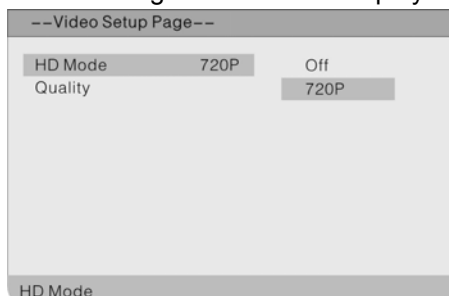 --Video Setup Page--
HD Mode 720P Off
Quality 720P
HD Mode